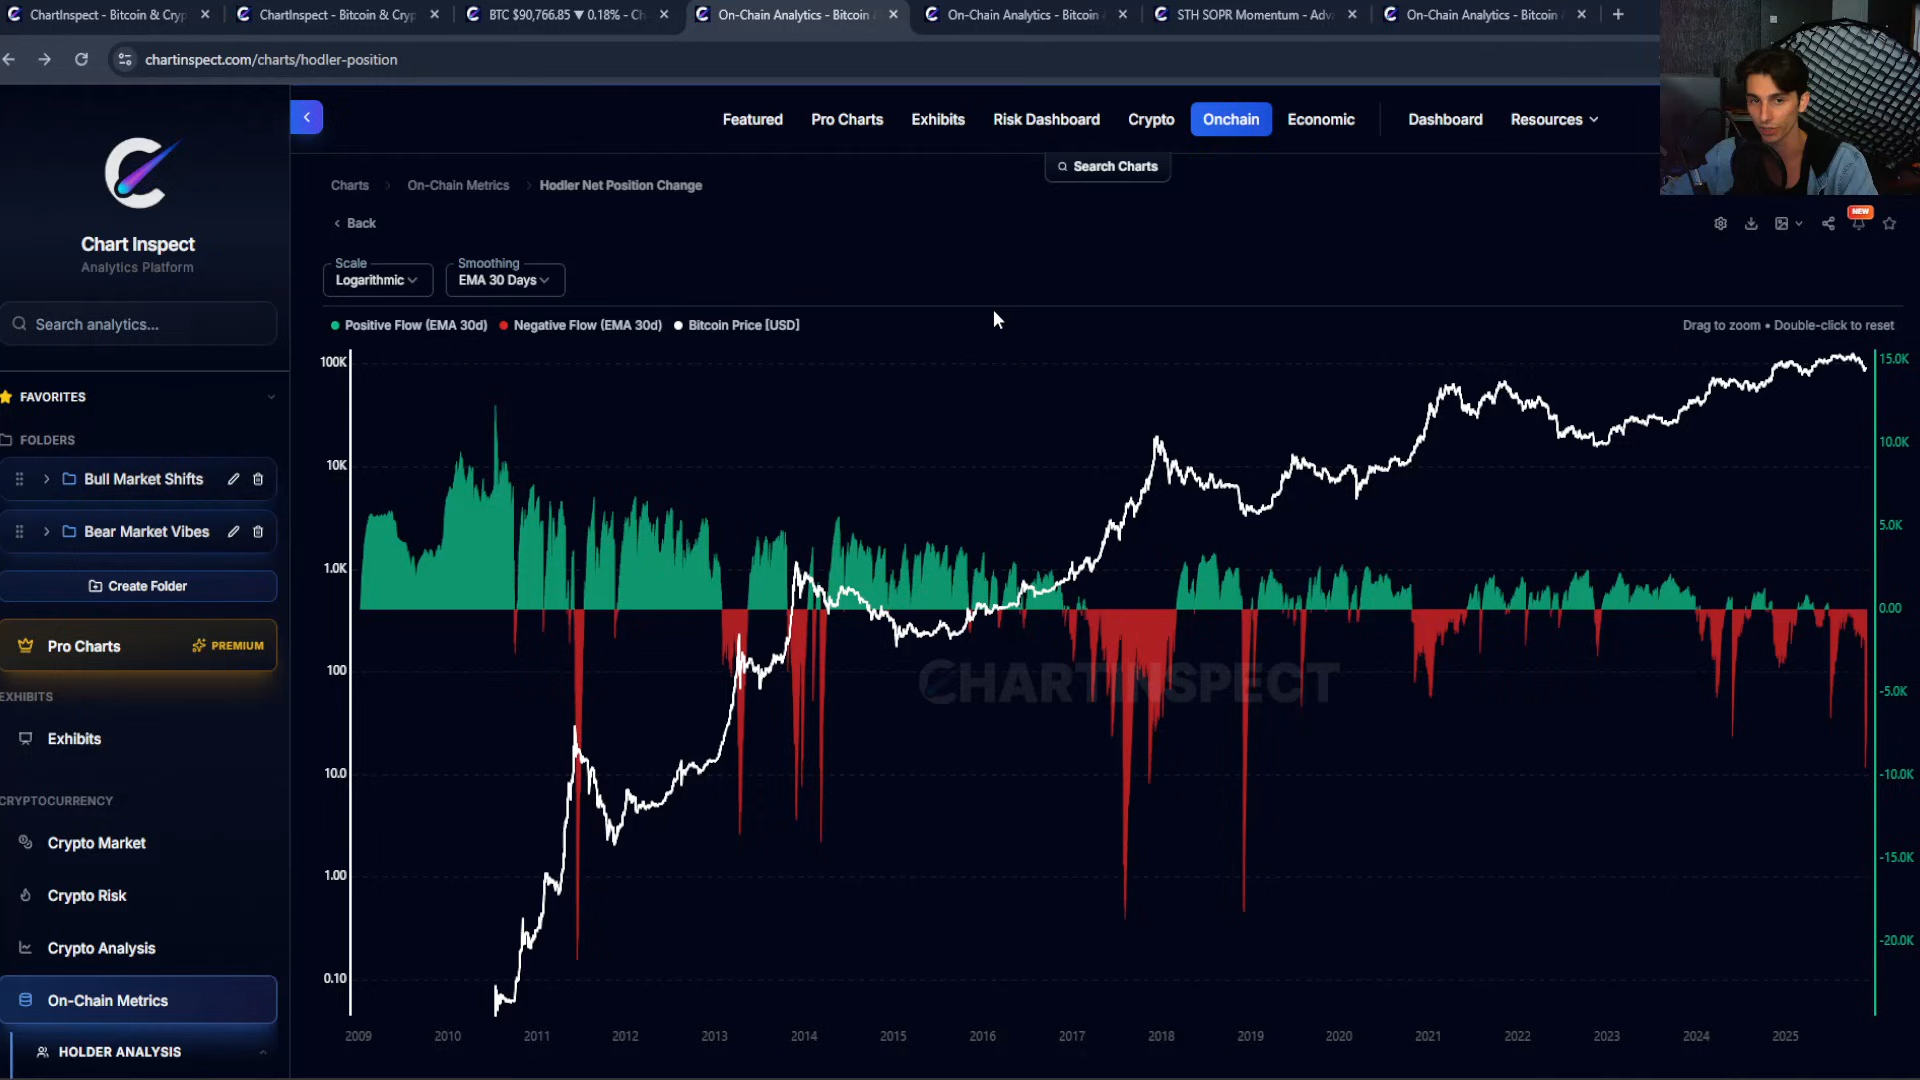 ChartInspect - Bitcoin & Cryp
ChartInspect - Bitcoin & Cryp
BTC $90,766.85 ▼ 0.18% - Ch
On-Chain Analytics - Bitcoin
On-Chain Analytics - Bitcoin
STH SOPR Momentum - Adva
On-Chain Analytics - Bitcoin
chartinspect.com/charts/hodler-position
Featured
Pro Charts
Exhibits
Risk Dashboard
Crypto
Onchain
Economic
Dashboard
Resources
Search Charts
Chart Inspect
Analytics Platform
Search analytics...
FAVORITES
FOLDERS
Bull Market Shifts
Bear Market Vibes
Create Folder
Pro Charts PREMIUM
EXHIBITS
Exhibits
CRYPTOCURRENCY
Crypto Market
Crypto Risk
Crypto Analysis
On-Chain Metrics
HOLDER ANALYSIS
Charts > On-Chain Metrics > Hodler Net Position Change
< Back
NEW
Scale
Logarithmic
Smoothing
EMA 30 Days
Positive Flow (EMA 30d)
Negative Flow (EMA 30d)
Bitcoin Price [USD]
Drag to zoom • Double-click to reset
100K
10K
1.0K
100
10.0
1.00
0.10
15.0K
10.0K
5.0K
0.00
-5.0K
-10.0K
-15.0K
-20.0K
CHARTINSPECT
2009 2010 2011 2012 2013 2014 2015 2016 2017 2018 2019 2020 2021 2022 2023 2024 2025